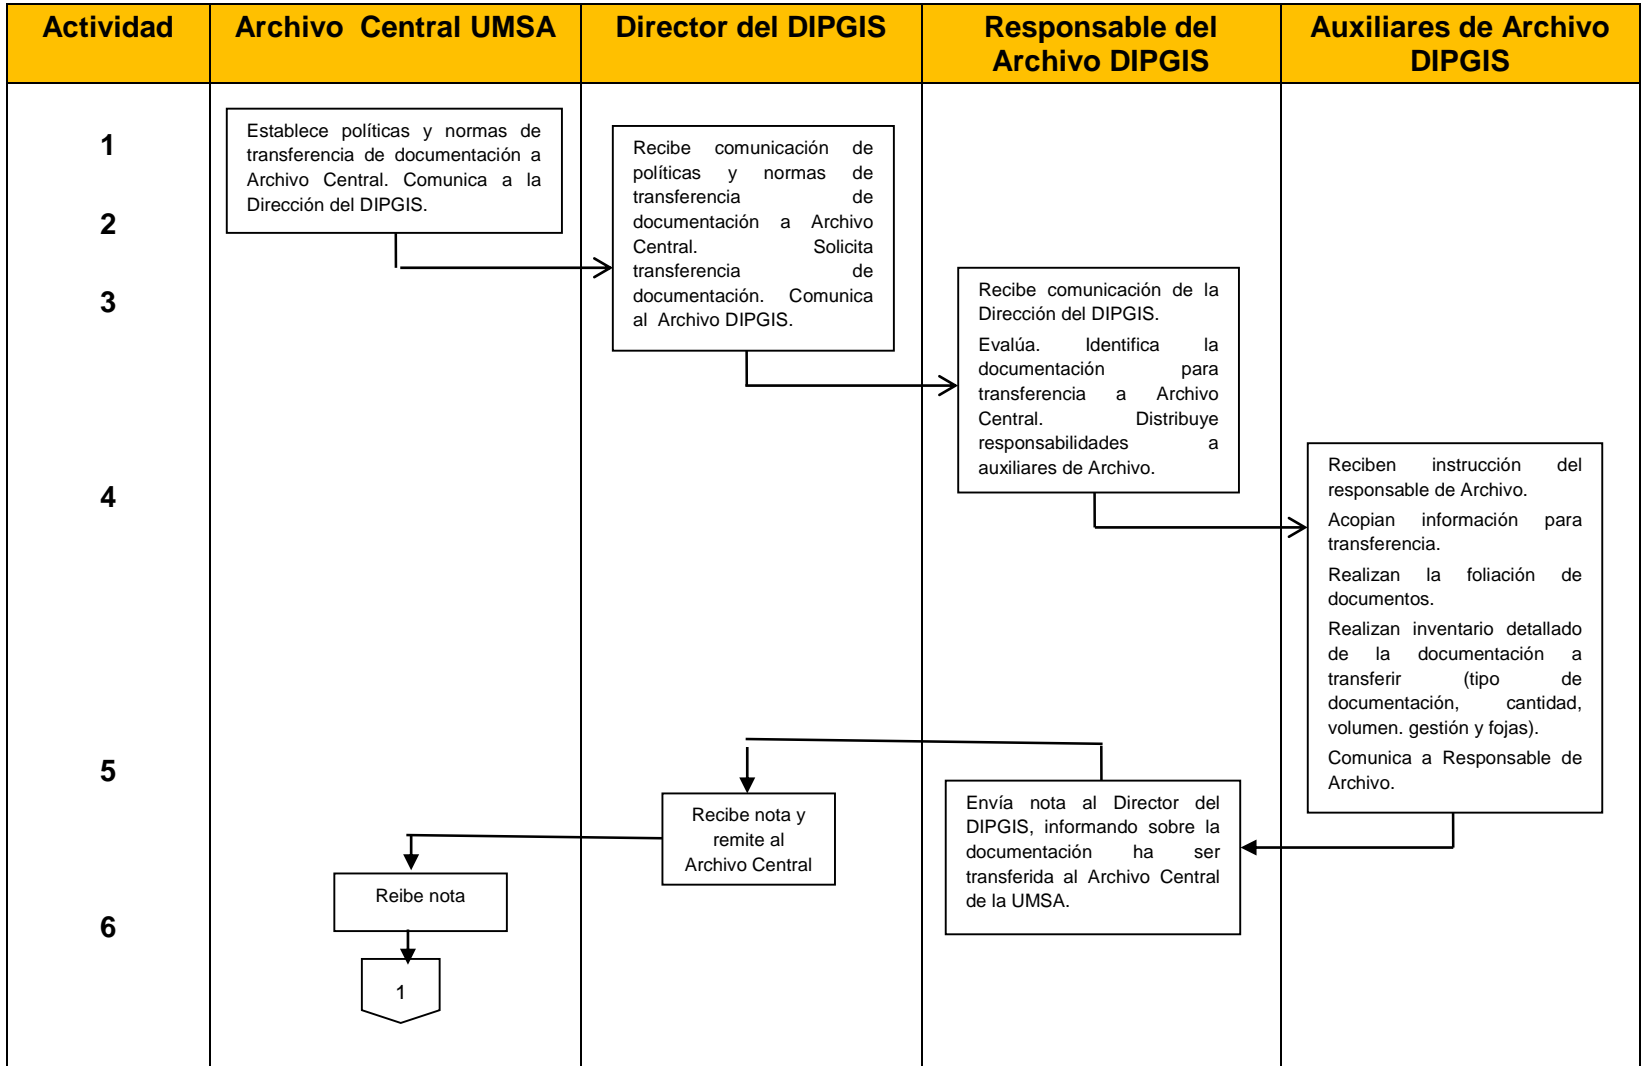 Actividad
Archivo Central UMSA
Director del DIPGIS
Responsable del
Archivo DIPGIS
Auxiliares de Archivo
DIPGIS
1
2
3
4
5
6
Establece políticas y normas de
transferencia de documentación a
Archivo Central. Comunica a la
Dirección del DIPGIS.
Recibe comunicación de
políticas y normas de
transferencia de
documentación a Archivo
Central. Solicita
transferencia de
documentación. Comunica
al Archivo DIPGIS.
Recibe comunicación de la
Dirección del DIPGIS.
Evalúa. Identifica la
documentación para
transferencia a Archivo
Central. Distribuye
responsabilidades a
auxiliares de Archivo.
Reciben instrucción del
responsable de Archivo.
Acopian información para
transferencia.
Realizan la foliación de
documentos.
Realizan inventario detallado
de la documentación a
transferir (tipo de
documentación, cantidad,
volumen. gestión y fojas).
Comunica a Responsable de
Archivo.
Envía nota al Director del
DIPGIS, informando sobre la
documentación ha ser
transferida al Archivo Central
de la UMSA.
Recibe nota y
remite al
Archivo Central
Reibe nota
1